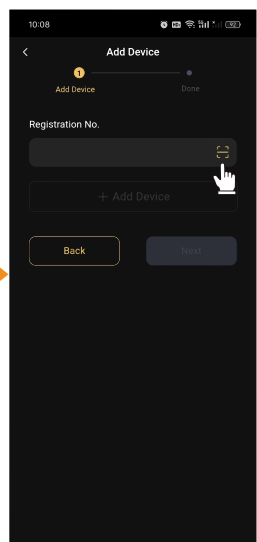 10:08
92
Add Device
1
Add Device
Done
Registration No.
+ Add Device
Back
Next